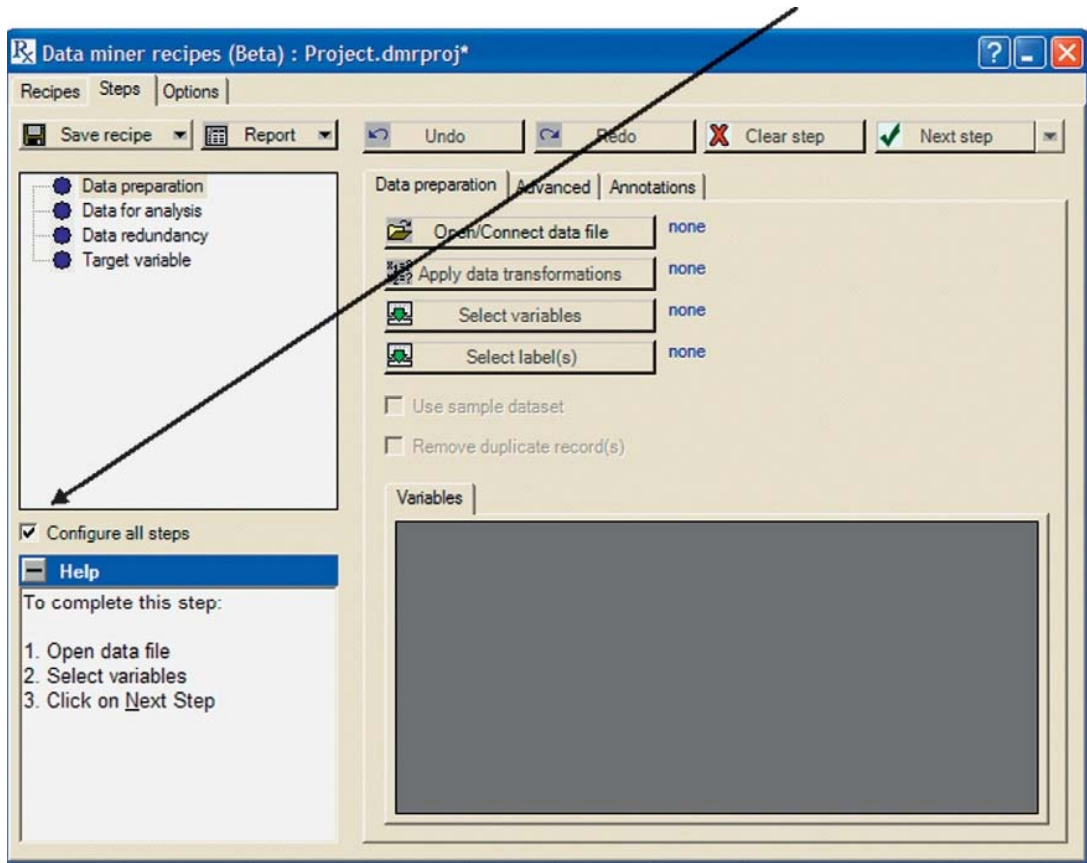 Data miner recipes (Beta) : Project.dmrproj*
Recipes Steps Options
Save recipe Report Undo Redo Clear step Next step
Data preparation
Data for analysis
Data redundancy
Target variable
Configure all steps
Help
To complete this step:
1. Open data file
2. Select variables
3. Click on Next Step
Data preparation Advanced Annotations
Open/Connect data file none
Apply data transformations none
Select variables none
Select label(s) none
Use sample dataset
Remove duplicate record(s)
Variables